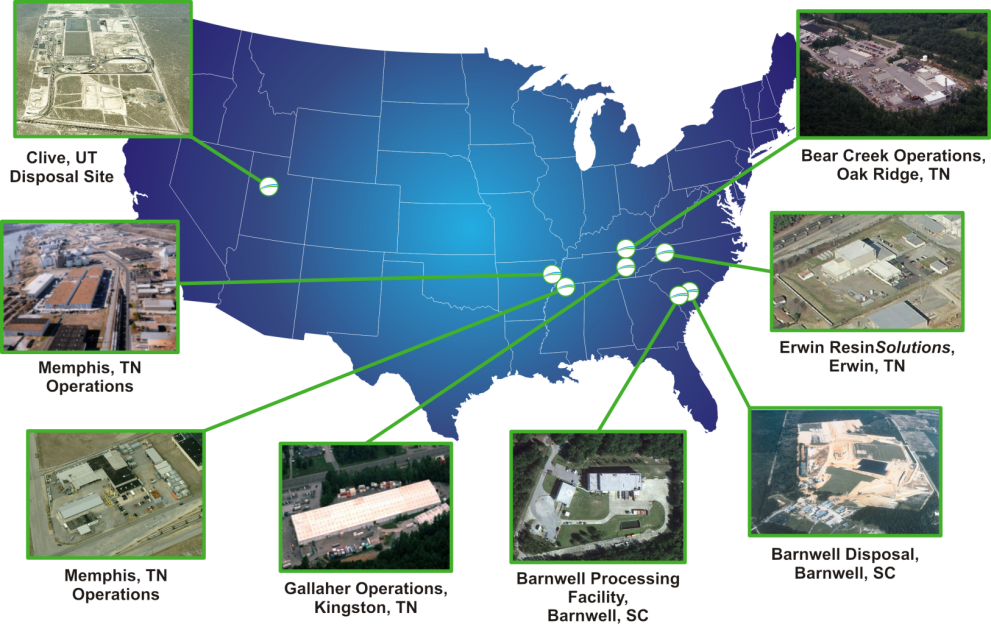 Clive, UT
Disposal Site
Bear Creek Operations,
Oak Ridge, TN
Memphis, TN
Operations
Erwin ResinSolutions,
Erwin, TN
Memphis, TN
Operations
Gallaher Operations,
Kingston, TN
Barnwell Processing
Facility,
Barnwell, SC
Barnwell Disposal,
Barnwell, SC